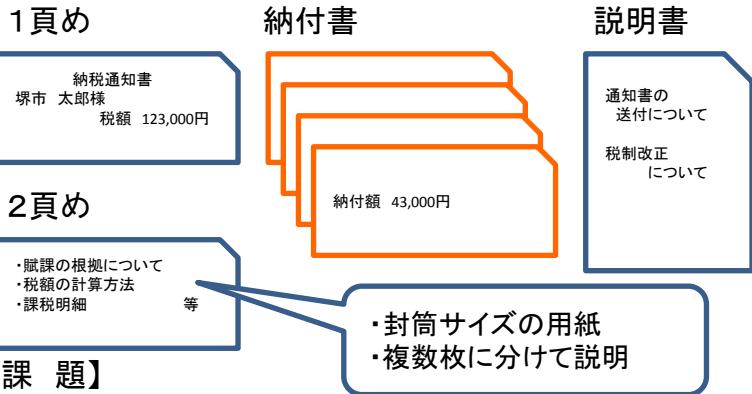 1頁め
納税通知書
堺市 太郎様
税額 123,000円
納付書
納付額 43,000円
説明書
通知書の
送付について
税制改正
について
2頁め
・賦課の根拠について
・税額の計算方法
・課税明細 等
・封筒サイズの用紙
・複数枚に分けて説明
課 題】